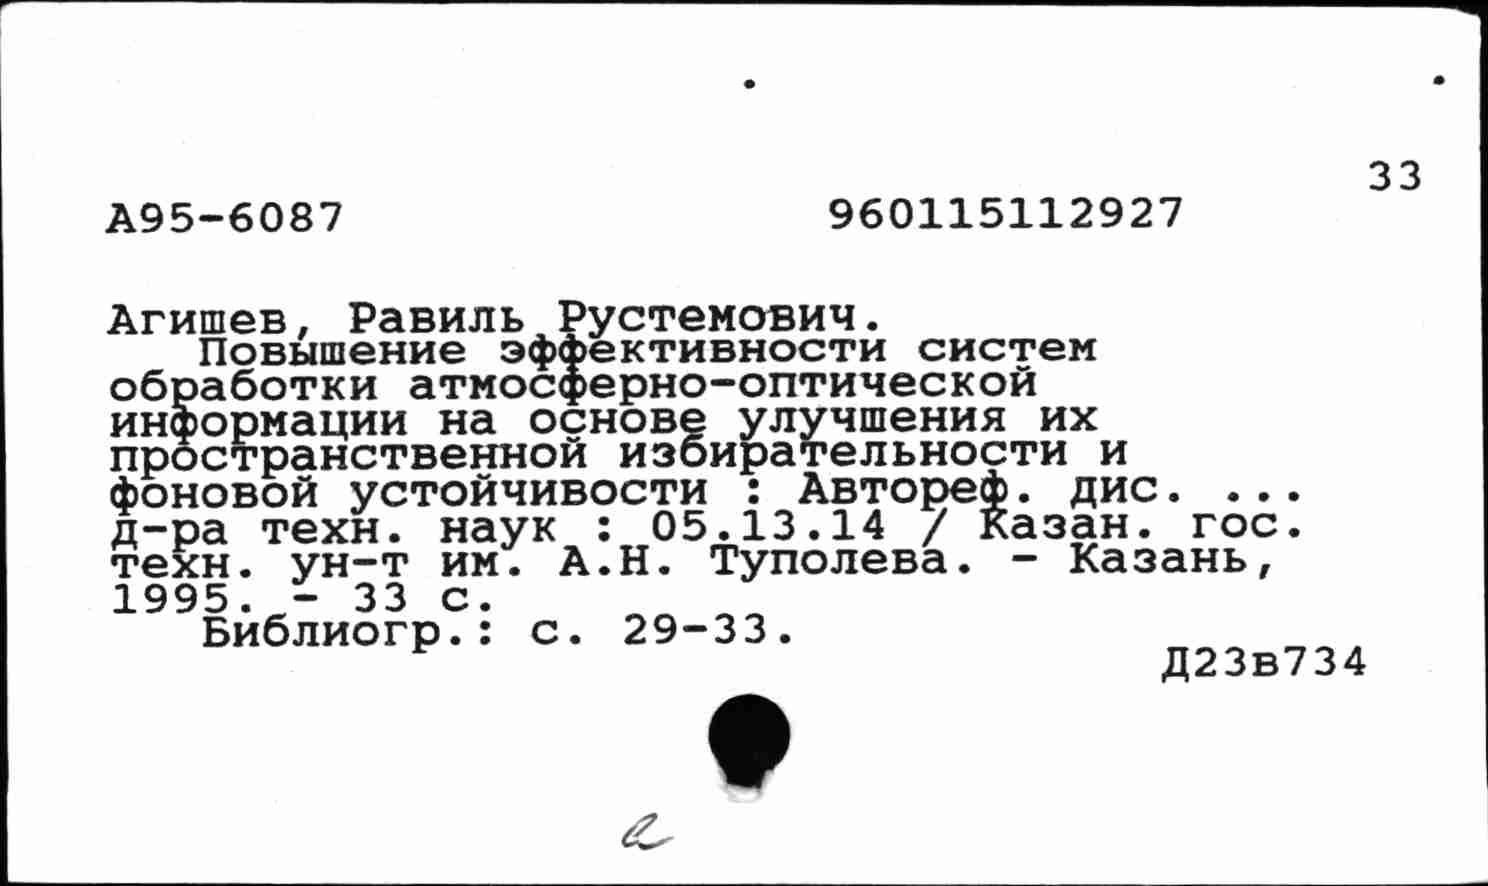 33
А95-6087 960115112927
Агишев, Равиль Рустемович.
Повышение эффективности систем
обработки атмосферно-оптической
информации на основе улучшения их
пространственной избирательности и
фоновой устойчивости : Автореф. дис. ...
д-ра техн. наук : 05.13.14 / Казан. гос.
техн. ун-т им. А.Н. Туполева. - Казань,
1995. - 33 с.
Библиогр.: с. 29-33.
Д23в734